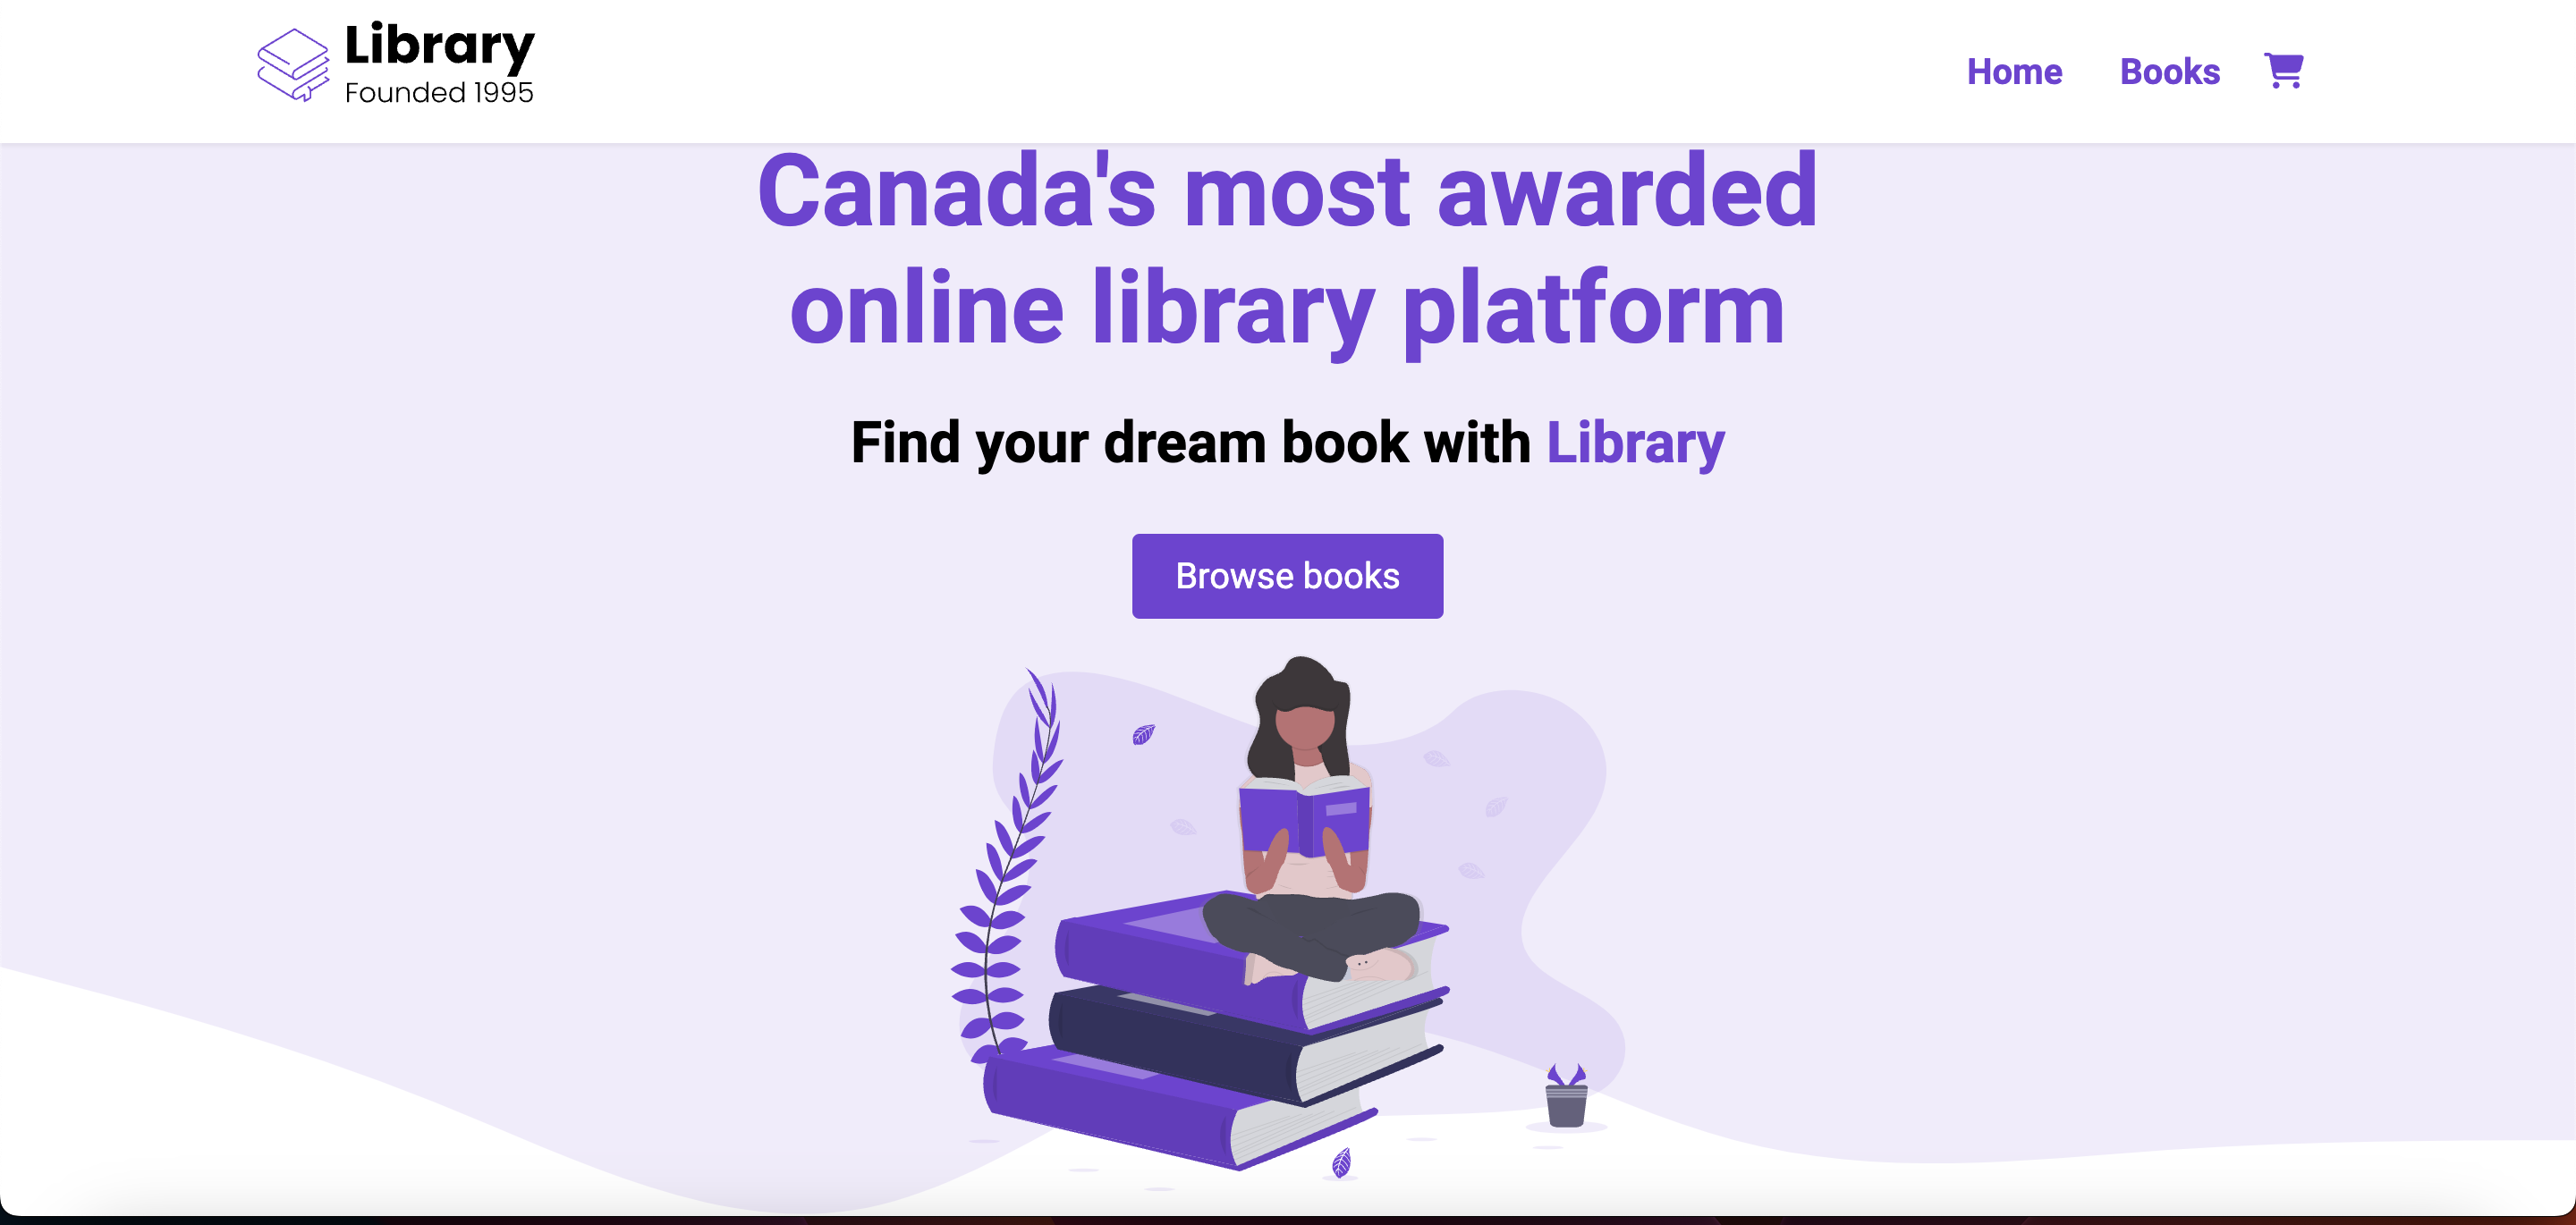 Library
Founded 1995
Home
Books
Canada's most awarded
online library platform
Find your dream book with Library
Browse books